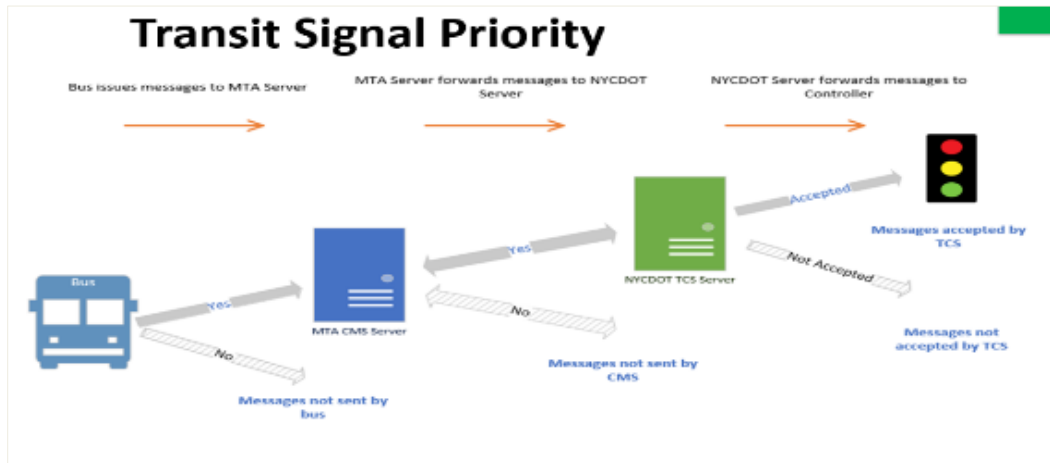 Transit Signal Priority
Bus issues messages to MTA Server
MTA Server forwards messages to NYCDOT
Server
NYCDOT Server forwards messages to
Controller
Accepted
Messages accepted by
TCS
Yes
Not Accepted
Bus
NYCDOT TCS Server
Yes
No
MTA CMS Server
Messages not
accepted by TCS
No
Messages not sent by
CMS
Messages not sent by
bus